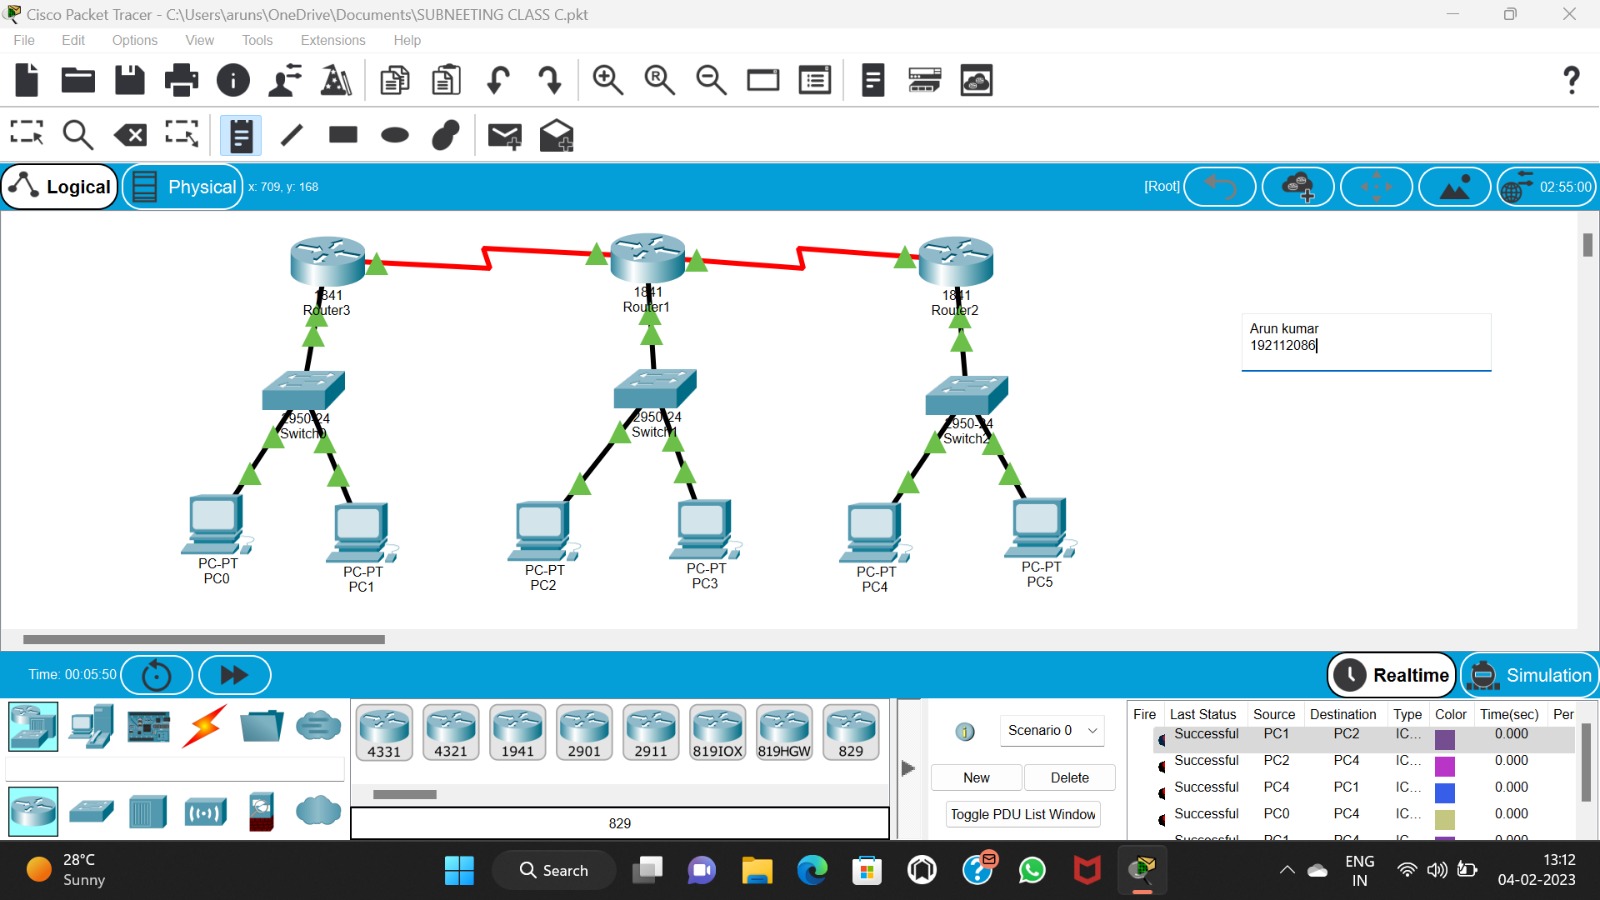 Cisco Packet Tracer - C:\Users\aruns\OneDrive\Documents\SUBNEETING CLASS C.pkt
File Edit Options View Tools Extensions Help
Logical
Physical
x: 709, y: 168
[Root]
02:55:00
1841
Router3
1841
Router1
1841
Router2
Arun kumar
192112086
2950-24
Switch0
2950-24
Switch1
2950-24
Switch2
PC-PT
PC0
PC-PT
PC1
PC-PT
PC2
PC-PT
PC3
PC-PT
PC4
PC-PT
PC5
Time: 00:05:50
Realtime
Simulation
4331 4321 1941 2901 2911 819IOX 819HGW 829
829
Scenario 0
New
Delete
Toggle PDU List Window
Fire Last Status Source Destination Type Color Time(sec) Per
Successful PC1 PC2 IC... 0.000
Successful PC2 PC4 IC... 0.000
Successful PC4 PC1 IC... 0.000
Successful PC0 PC4 IC... 0.000
Successful PC1 PC4 IC... 0.000
28°C
Sunny
Search
ENG
IN
13:12
04-02-2023